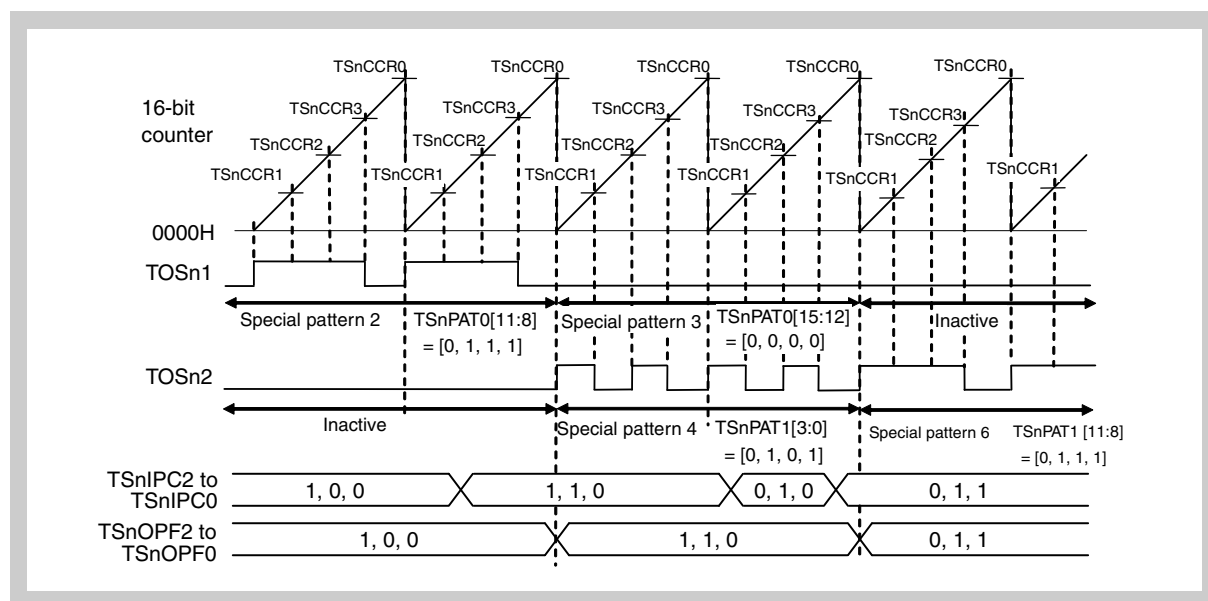 TSnCCR0 TSnCCR0 TSnCCR0 TSnCCR0 TSnCCR0
16-bit
counter
TSnCCR3 TSnCCR3 TSnCCR3 TSnCCR3 TSnCCR3
TSnCCR2 TSnCCR2 TSnCCR2 TSnCCR2 TSnCCR2
TSnCCR1 TSnCCR1 TSnCCR1 TSnCCR1 TSnCCR1 TSnCCR1
0000H
TOSn1
Special pattern 2 TSnPAT0[11:8] Special pattern 3 TSnPAT0[15:12] Inactive
= [0, 1, 1, 1] = [0, 0, 0, 0]
TOSn2
Inactive Special pattern 4 TSnPAT1[3:0] Special pattern 6 TSnPAT1 [11:8]
= [0, 1, 0, 1] = [0, 1, 1, 1]
TSnIPC2 to
TSnIPC0
1, 0, 0 1, 1, 0 0, 1, 0 0, 1, 1
TSnOPF2 to
TSnOPF0
1, 0, 0 1, 1, 0 0, 1, 1